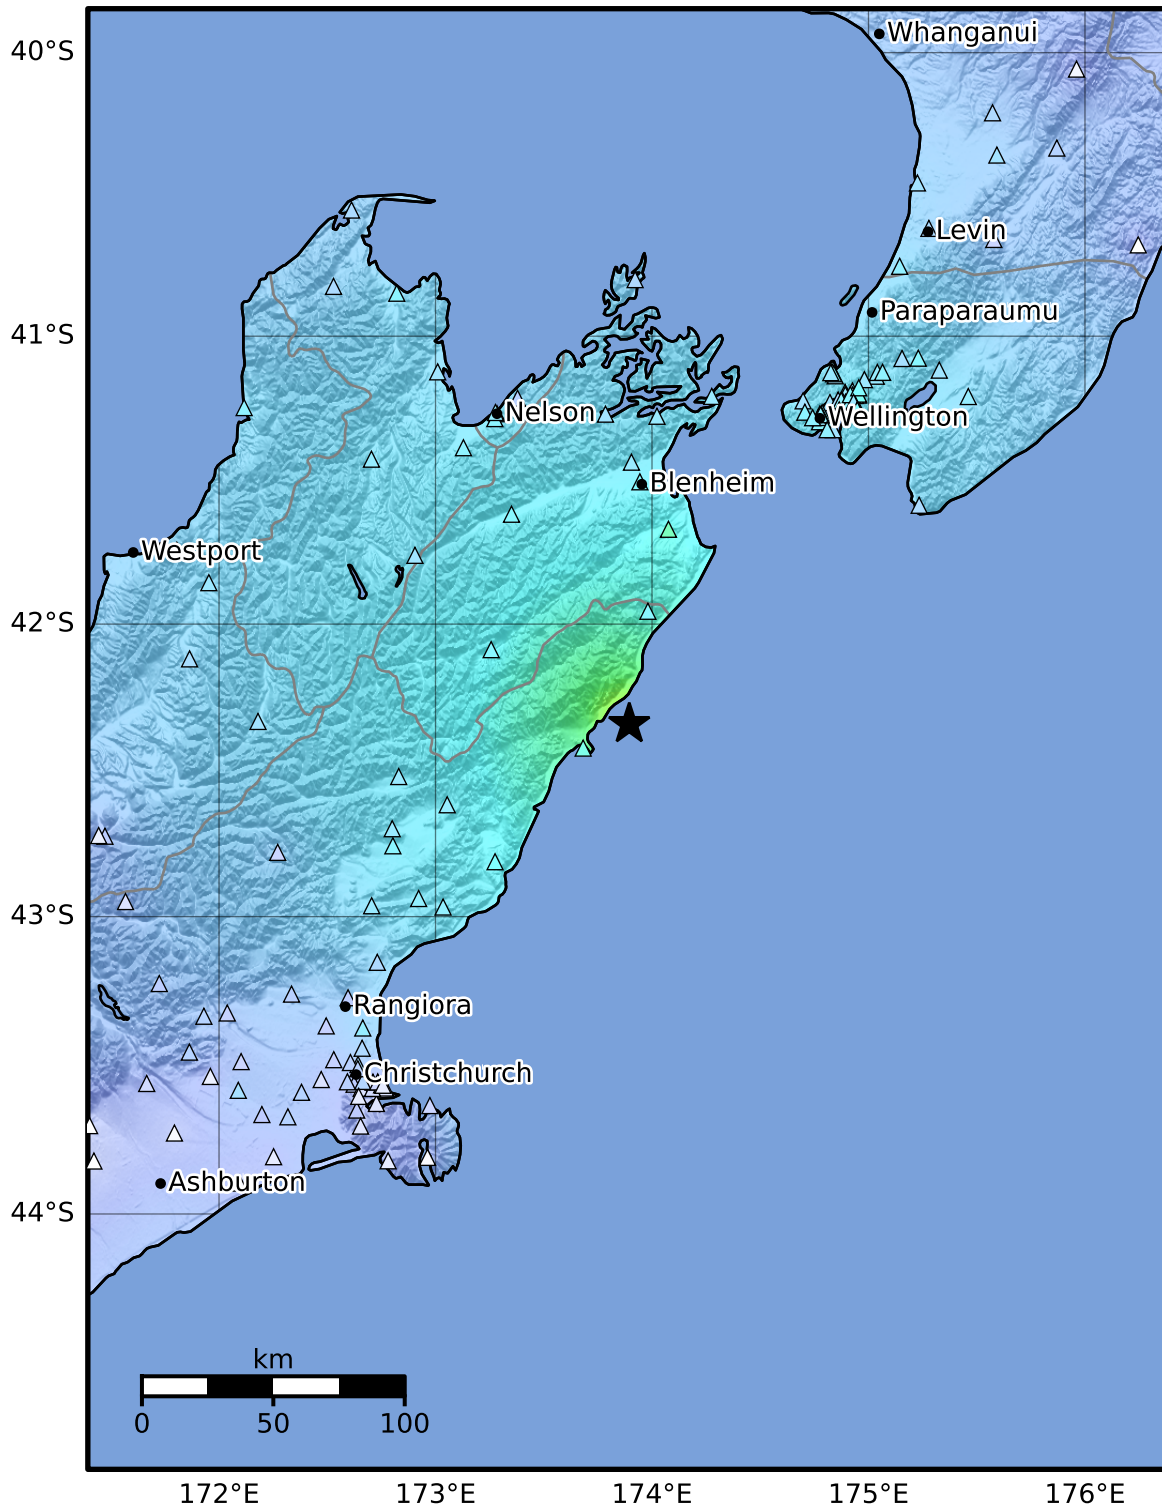 Whanganui
40°S
Levin
Paraparaumu
41°S
Nelson
Wellington
Blenheim
Westport
42°S
43°S
Rangiora
Christchurch
Ashburton
44°S
km
0 50 100
172°E 173°E 174°E 175°E 176°E